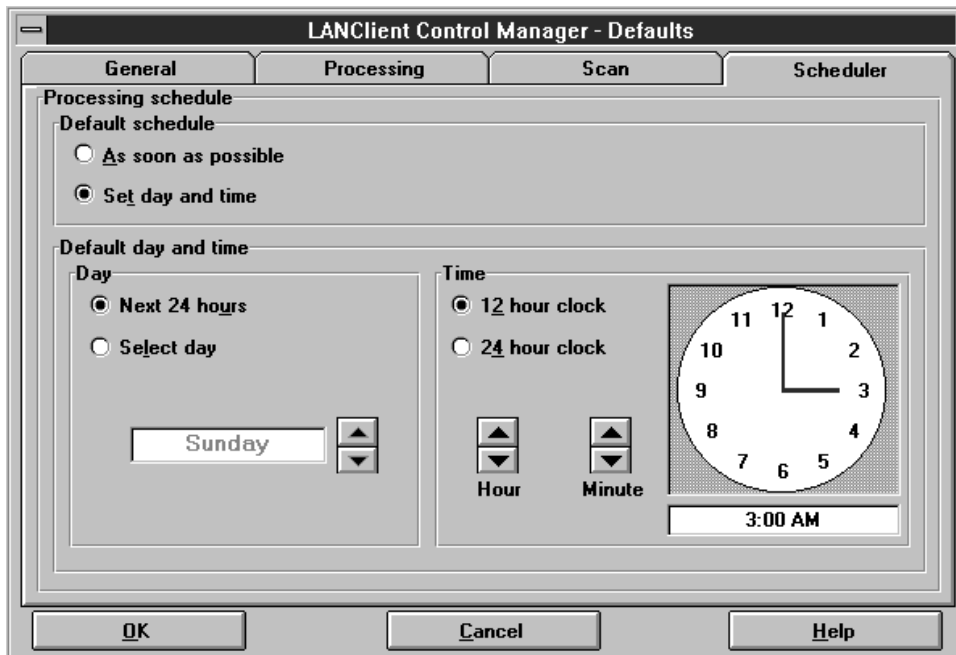 LANClient Control Manager - Defaults
General Processing Scan Scheduler
Processing schedule
Default schedule
As soon as possible
Set day and time
Default day and time
Day
Next 24 hours
Select day
Sunday
Time
12 hour clock
24 hour clock
Hour Minute
12
1
2
3
4
5
6
7
8
9
10
11
3:00 AM
OK Cancel Help